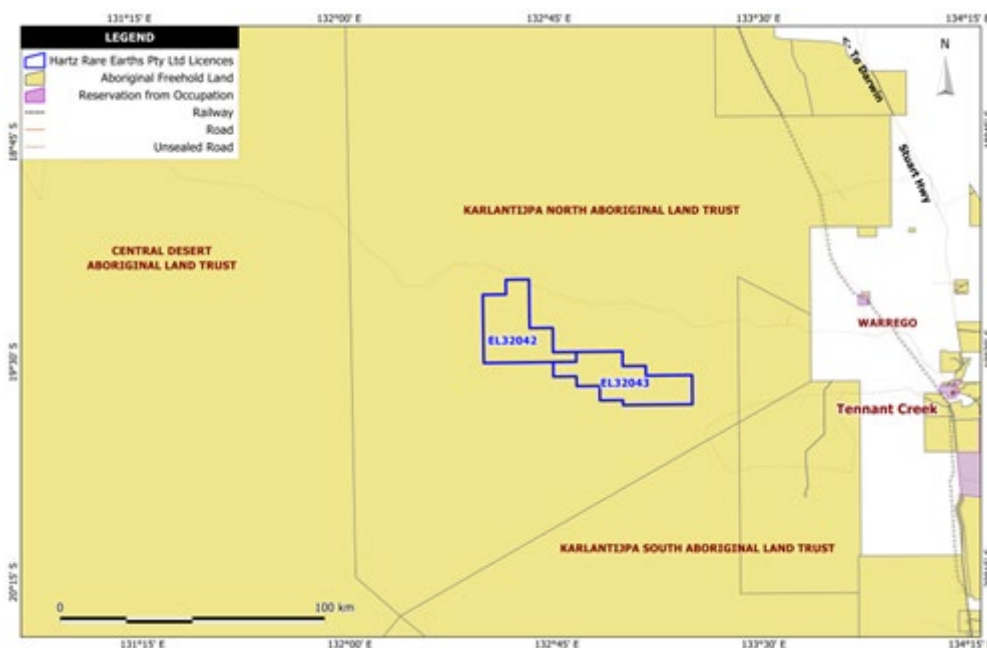 131°15' E 132°00' E 132°45' E 133°30' E 134°15' E
LEGEND
Hartz Rare Earths Pty Ltd Licences
Aboriginal Freehold Land
Reservation from Occupation
Railway
Road
Unsealed Road
N
<- To Darwin
Stuart Hwy
18°45' S
KARLANTIJPA NORTH ABORIGINAL LAND TRUST
CENTRAL DESERT
ABORIGINAL LAND TRUST
WARREGO
EL32042
19°30' S
EL32043
Tennant Creek
KARLANTIJPA SOUTH ABORIGINAL LAND TRUST
20°15' S
0 100 km
131°15' E 132°00' E 132°45' E 133°30' E 134°15' E